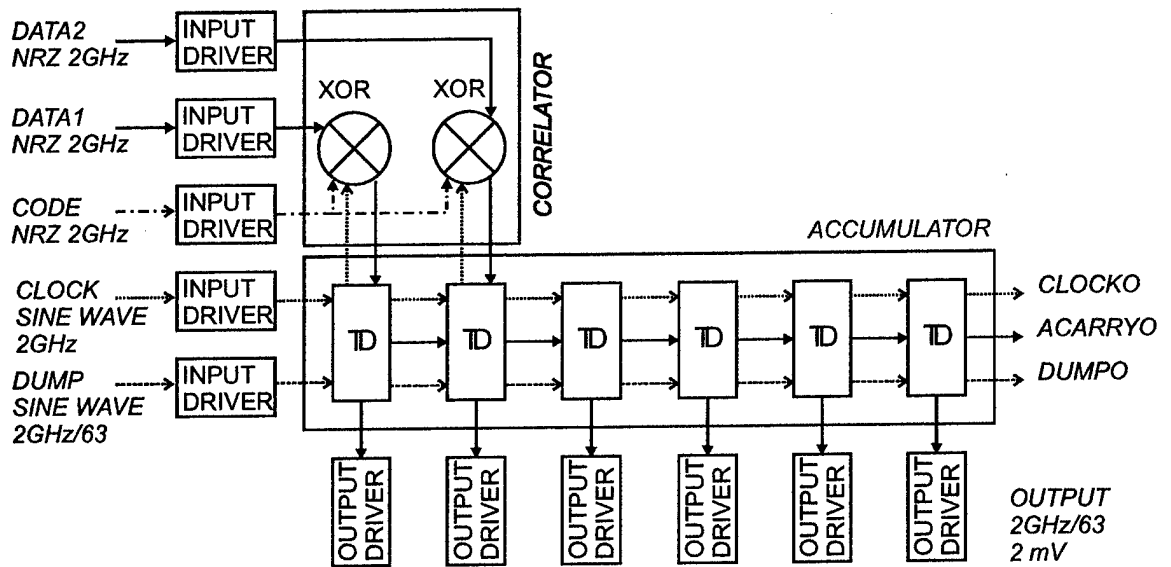 DATA2
NRZ 2GHz
INPUT
DRIVER
DATA1
NRZ 2GHz
INPUT
DRIVER
CODE
NRZ 2GHz
INPUT
DRIVER
CLOCK
SINE WAVE
2GHz
INPUT
DRIVER
DUMP
SINE WAVE
2GHz/63
INPUT
DRIVER
XOR
XOR
CORRELATOR
ACCUMULATOR
TD
TD
TD
TD
TD
TD
CLOCKO
ACARRYO
DUMPO
OUTPUT
DRIVER
OUTPUT
DRIVER
OUTPUT
DRIVER
OUTPUT
DRIVER
OUTPUT
DRIVER
OUTPUT
DRIVER
OUTPUT
2GHz/63
2 mV